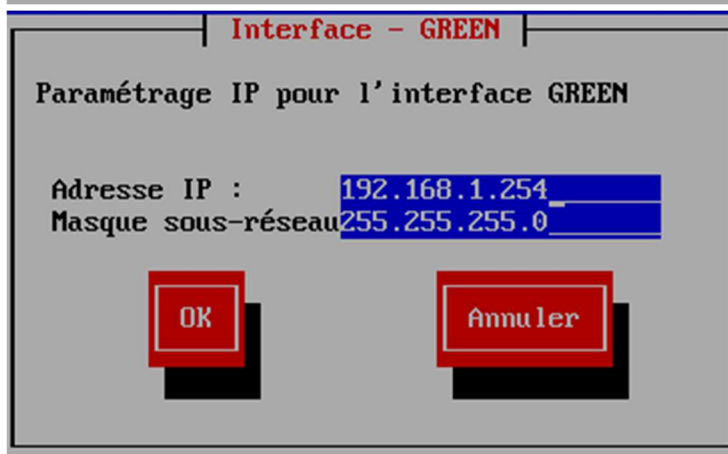 Interface - GREEN
Paramétrage IP pour l'interface GREEN
Adresse IP : 192.168.1.254
Masque sous-réseau 255.255.255.0
OK Annuler